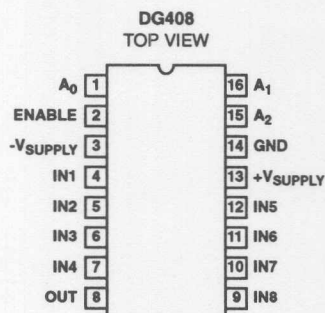 DG408
TOP VIEW
A0 1 16 A1
ENABLE 2 15 A2
-VSUPPLY 3 14 GND
IN1 4 13 +VSUPPLY
IN2 5 12 IN5
IN3 6 11 IN6
IN4 7 10 IN7
OUT 8 9 IN8